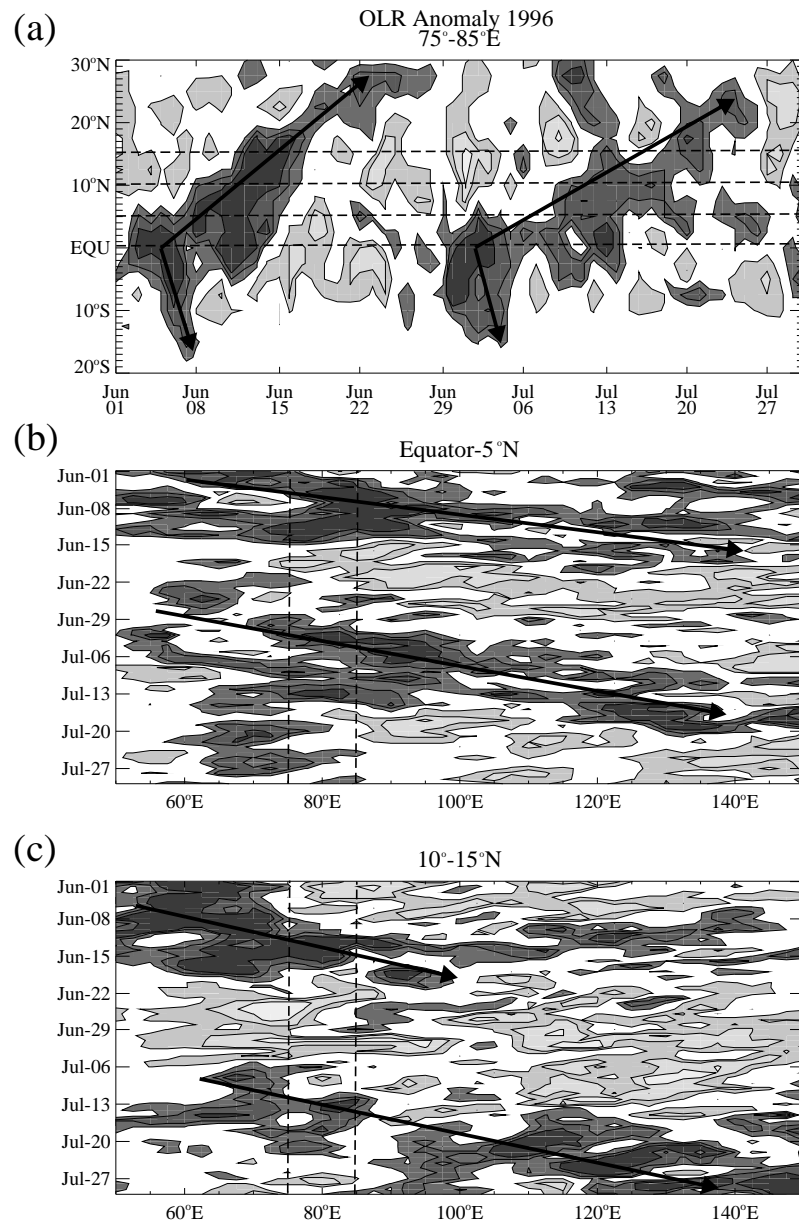 (a)
OLR Anomaly 1996
75°-85°E
30°N
20°N
10°N
EQU
10°S
20°S
Jun Jun Jun Jun Jun Jul Jul Jul Jul
01 08 15 22 29 06 13 20 27
(b)
Equator-5°N
Jun-01
Jun-08
Jun-15
Jun-22
Jun-29
Jul-06
Jul-13
Jul-20
Jul-27
60°E 80°E 100°E 120°E 140°E
(c)
10°-15°N
Jun-01
Jun-08
Jun-15
Jun-22
Jun-29
Jul-06
Jul-13
Jul-20
Jul-27
60°E 80°E 100°E 120°E 140°E